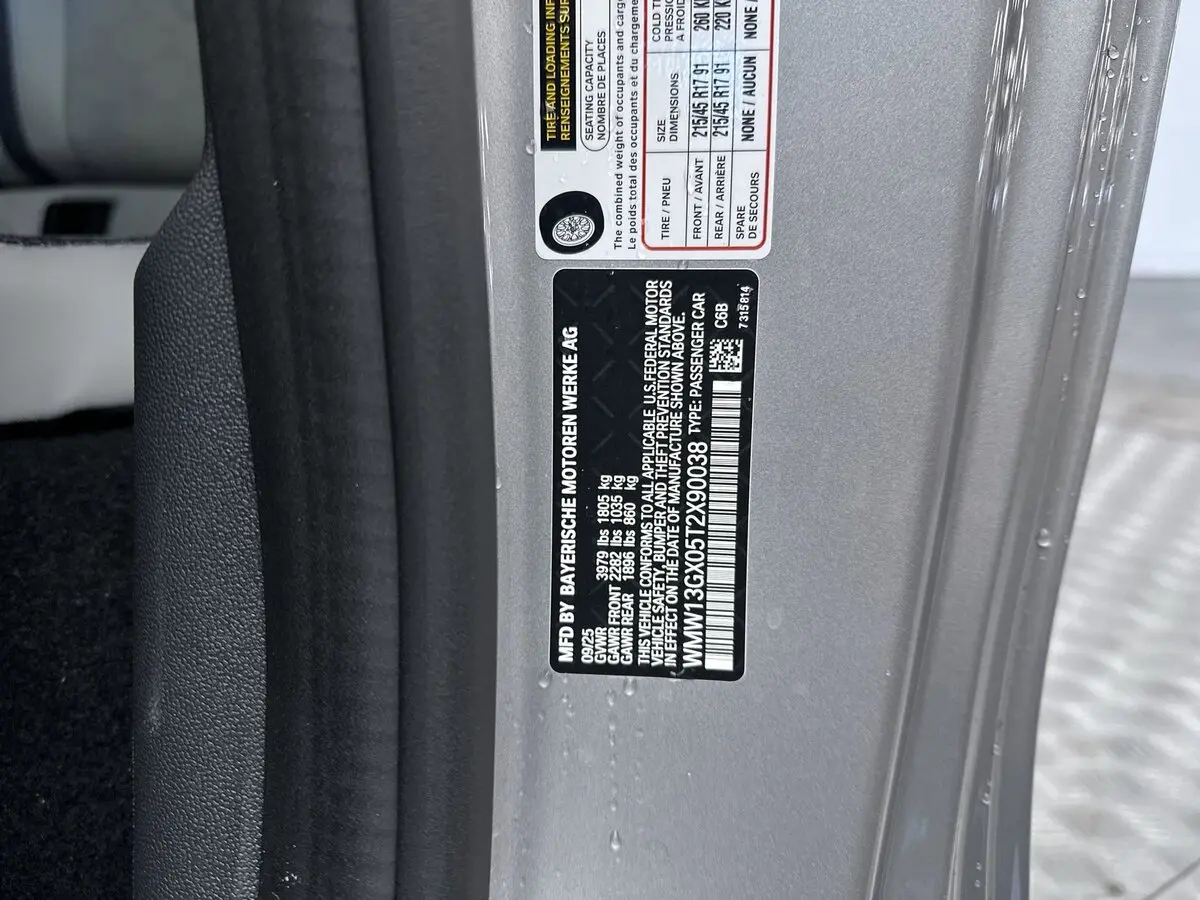 TIRE AND LOADING INF
RENSEIGNEMENTS SUR
SEATING CAPACITY
NOMBRE DE PLACES
The combined weight of occupants and cargo
Le poids total des occupants et du chargeme
TIRE / PNEU SIZE DIMENSIONS COLD TI PRESSIO A FROID
FRONT / AVANT 215/45 R17 91 260 K
REAR / ARRIÈRE 215/45 R17 91 220 K
SPARE DE SECOURS NONE / AUCUN NONE /
MFD BY BAYERISCHE MOTOREN WERKE AG
09/25
GVWR 3979 lbs 1805 kg
GAWR FRONT 2282 lbs 1035 kg
GAWR REAR 1896 lbs 860 kg
THIS VEHICLE CONFORMS TO ALL APPLICABLE U.S.FEDERAL MOTOR
VEHICLE SAFETY, BUMPER AND THEFT PREVENTION STANDARDS
IN EFFECT ON THE DATE OF MANUFACTURE SHOWN ABOVE.
WMW13GX05T2X90038 TYPE: PASSENGER CAR
C6B
7315814